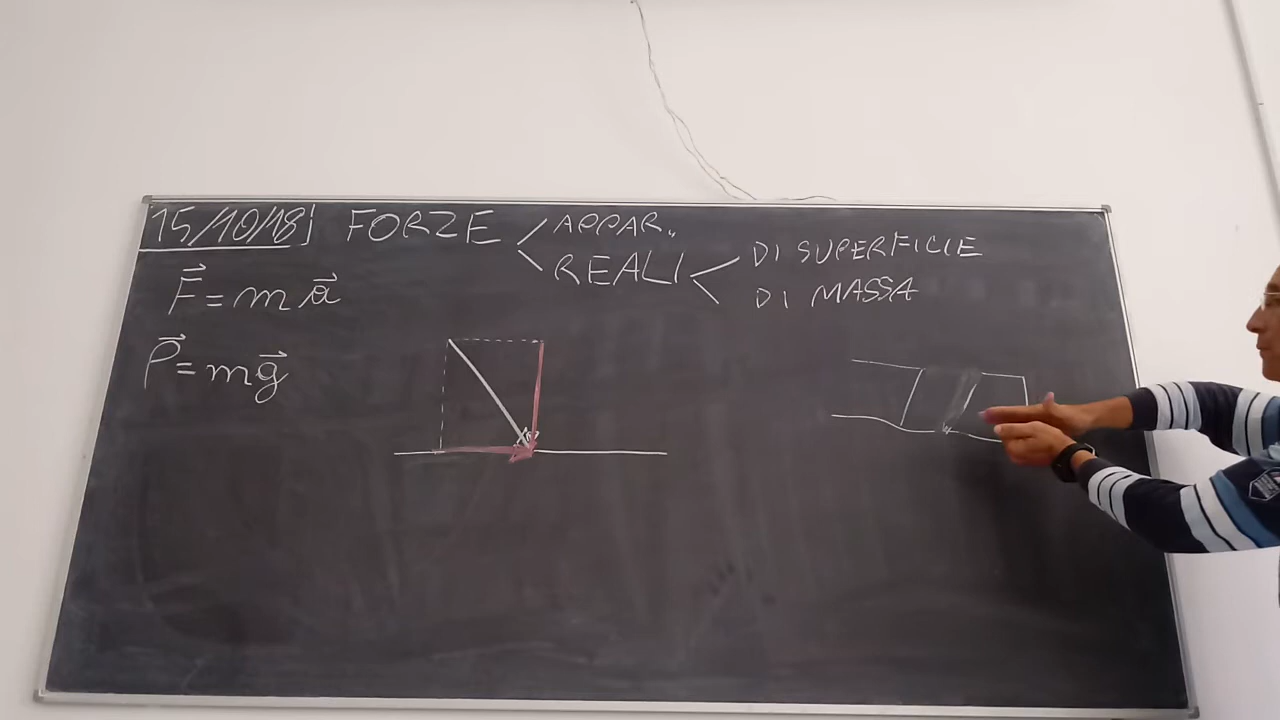 15/10/18 FORZE APPAR.
REALI DI SUPERFICIE
DI MASSA
F⃗ = m a⃗
P⃗ = m g⃗